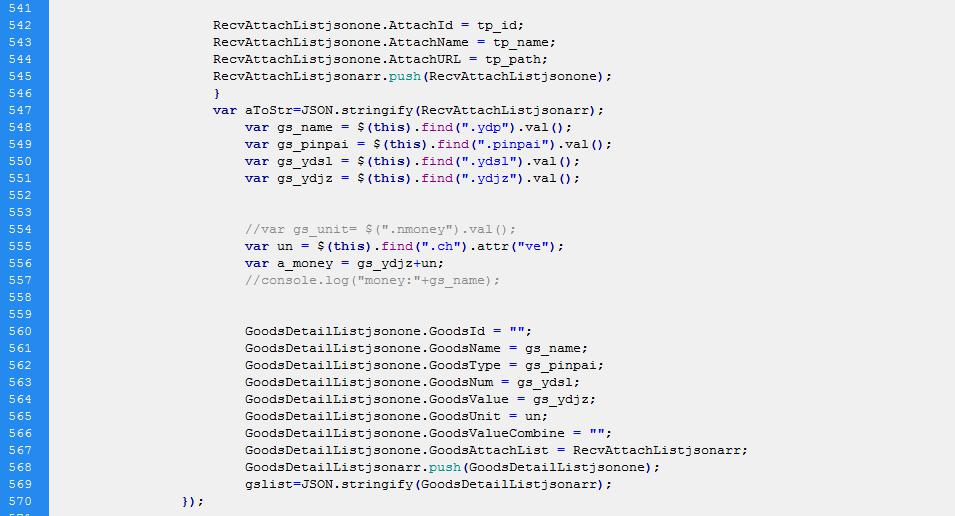 541
542 RecvAttachListjsonone.AttachId = tp_id;
543 RecvAttachListjsonone.AttachName = tp_name;
544 RecvAttachListjsonone.AttachURL = tp_path;
545 RecvAttachListjsonarr.push(RecvAttachListjsonone);
546 }
547 var aToStr=JSON.stringify(RecvAttachListjsonarr);
548 var gs_name = $(this).find(".ydp").val();
549 var gs_pinpai = $(this).find(".pinpai").val();
550 var gs_ydsl = $(this).find(".ydsl").val();
551 var gs_ydjz = $(this).find(".ydjz").val();
552
553
554 //var gs_unit= $(".nmoney").val();
555 var un = $(this).find(".ch").attr("ve");
556 var a_money = gs_ydjz+un;
557 //console.log("money:"+gs_name);
558
559
560 GoodsDetailListjsonone.GoodsId = "";
561 GoodsDetailListjsonone.GoodsName = gs_name;
562 GoodsDetailListjsonone.GoodsType = gs_pinpai;
563 GoodsDetailListjsonone.GoodsNum = gs_ydsl;
564 GoodsDetailListjsonone.GoodsValue = gs_ydjz;
565 GoodsDetailListjsonone.GoodsUnit = un;
566 GoodsDetailListjsonone.GoodsValueCombine = "";
567 GoodsDetailListjsonone.GoodsAttachList = RecvAttachListjsonarr;
568 GoodsDetailListjsonarr.push(GoodsDetailListjsonone);
569 gslist=JSON.stringify(GoodsDetailListjsonarr);
570 });